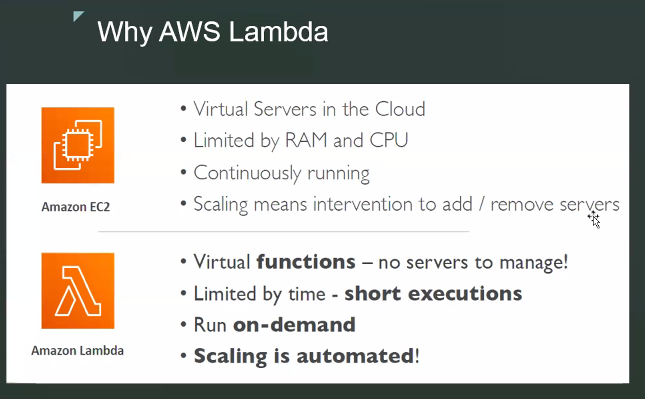 Why AWS Lambda
• Virtual Servers in the Cloud
• Limited by RAM and CPU
• Continuously running
• Scaling means intervention to add / remove servers
Amazon EC2
• Virtual functions – no servers to manage!
• Limited by time - short executions
• Run on-demand
• Scaling is automated!
Amazon Lambda